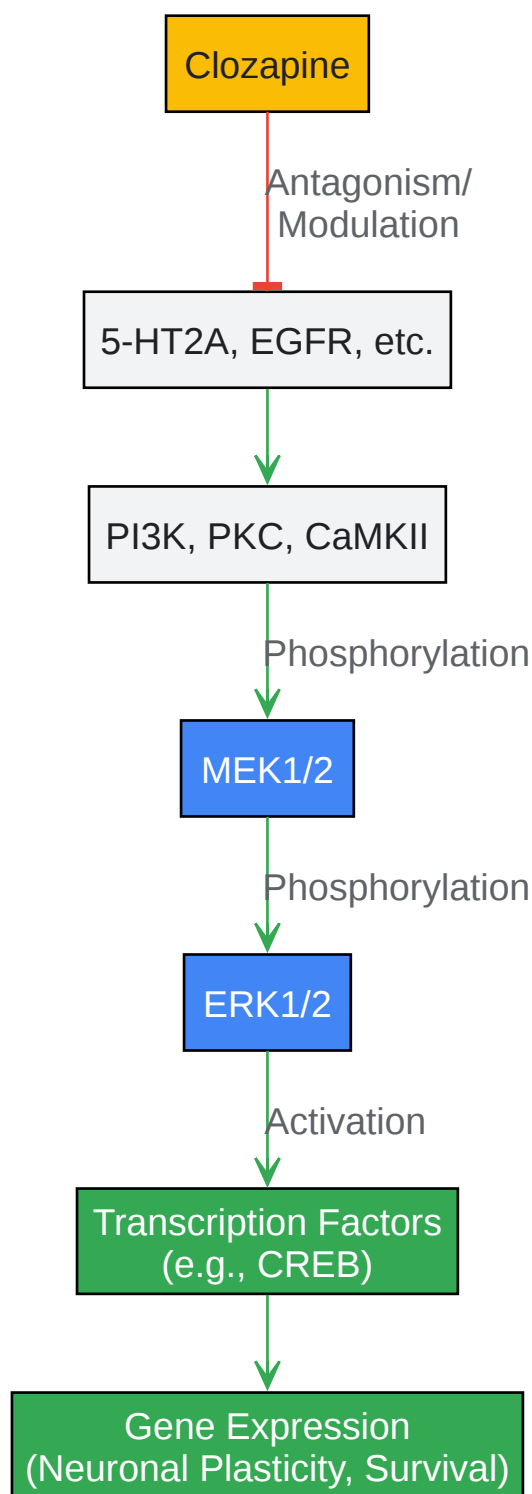 Clozapine
Antagonism/
Modulation
5-HT2A, EGFR, etc.
PI3K, PKC, CaMKII
Phosphorylation
MEK1/2
Phosphorylation
ERK1/2
Activation
Transcription Factors
(e.g., CREB)
Gene Expression
(Neuronal Plasticity, Survival)